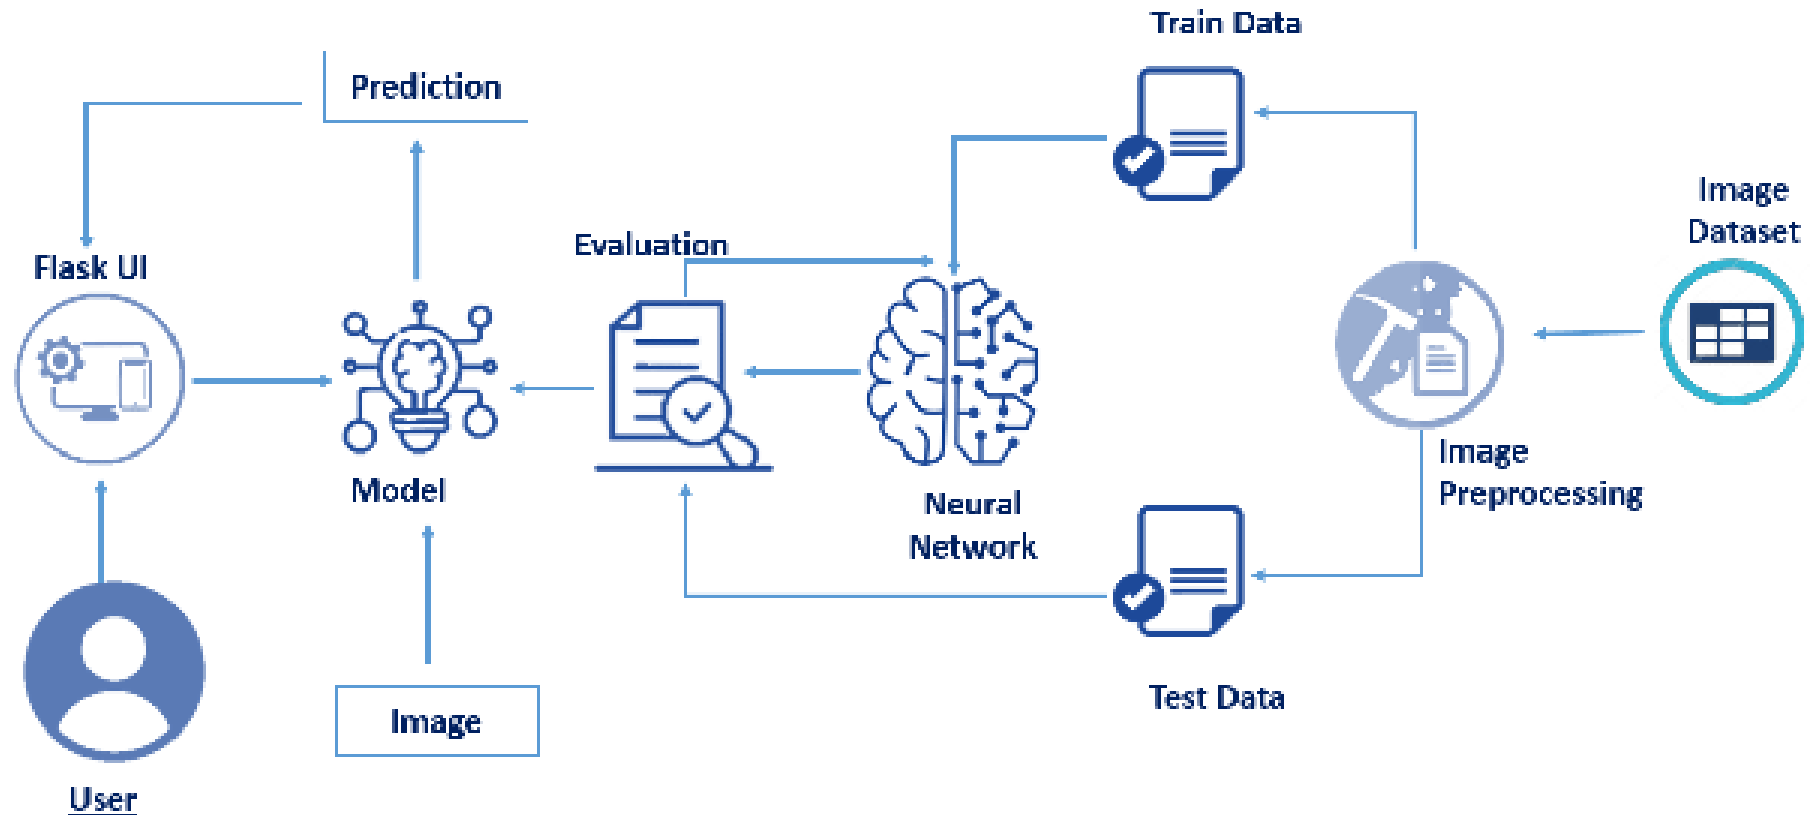 Train Data
Prediction
Image
Dataset
Evaluation
Flask UI
Image
Preprocessing
Model
Neural
Network
Test Data
Image
User